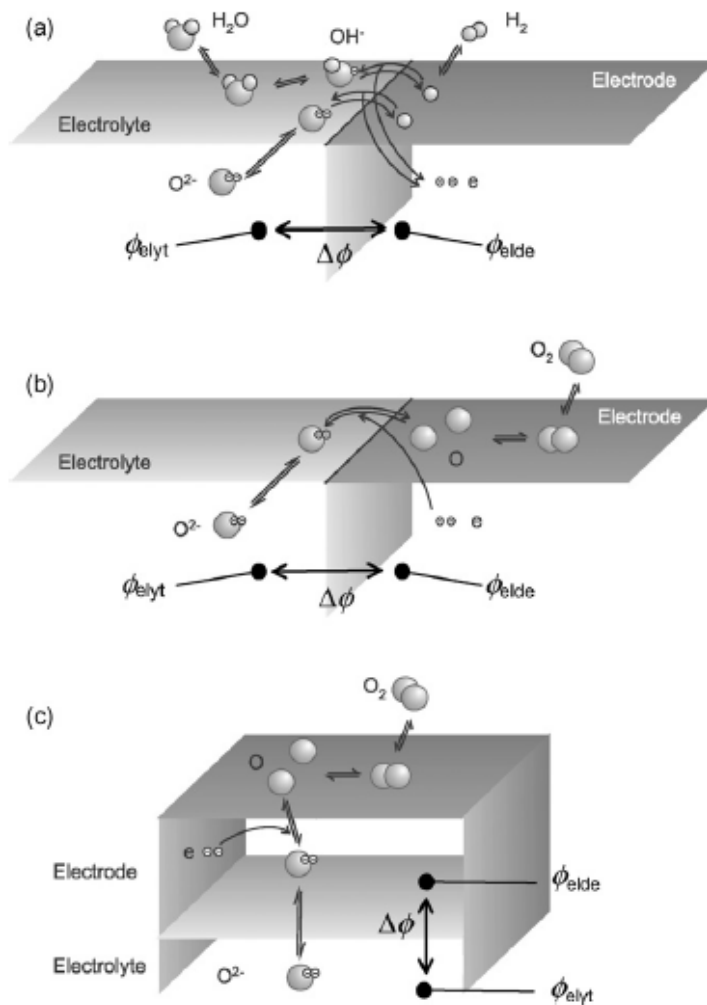 (a)
H₂O
OH⁻
H₂
Electrode
Electrolyte
O²⁻
e
ϕelyt
Δϕ
ϕelde
(b)
O₂
Electrode
Electrolyte
O
O²⁻
e
ϕelyt
Δϕ
ϕelde
(c)
O₂
O
e
Electrode
ϕelde
Δϕ
Electrolyte
O²⁻
ϕelyt